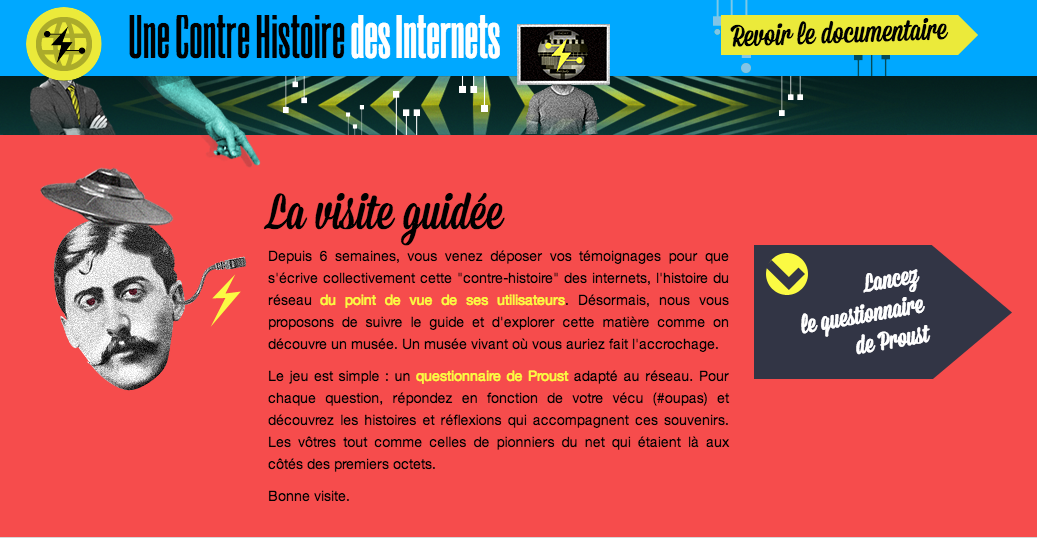 Une Contre Histoire des Internets
Revoir le documentaire
La visite guidée
Depuis 6 semaines, vous venez déposer vos témoignages pour que
s'écrive collectivement cette "contre-histoire" des internets, l'histoire du
réseau du point de vue de ses utilisateurs. Désormais, nous vous
proposons de suivre le guide et d'explorer cette matière comme on
découvre un musée. Un musée vivant où vous auriez fait l'accrochage.
Le jeu est simple : un questionnaire de Proust adapté au réseau. Pour
chaque question, répondez en fonction de votre vécu (#oupas) et
découvrez les histoires et réflexions qui accompagnent ces souvenirs.
Les vôtres tout comme celles de pionniers du net qui étaient là aux
côtés des premiers octets.
Bonne visite.
Lancez
le questionnaire
de Proust